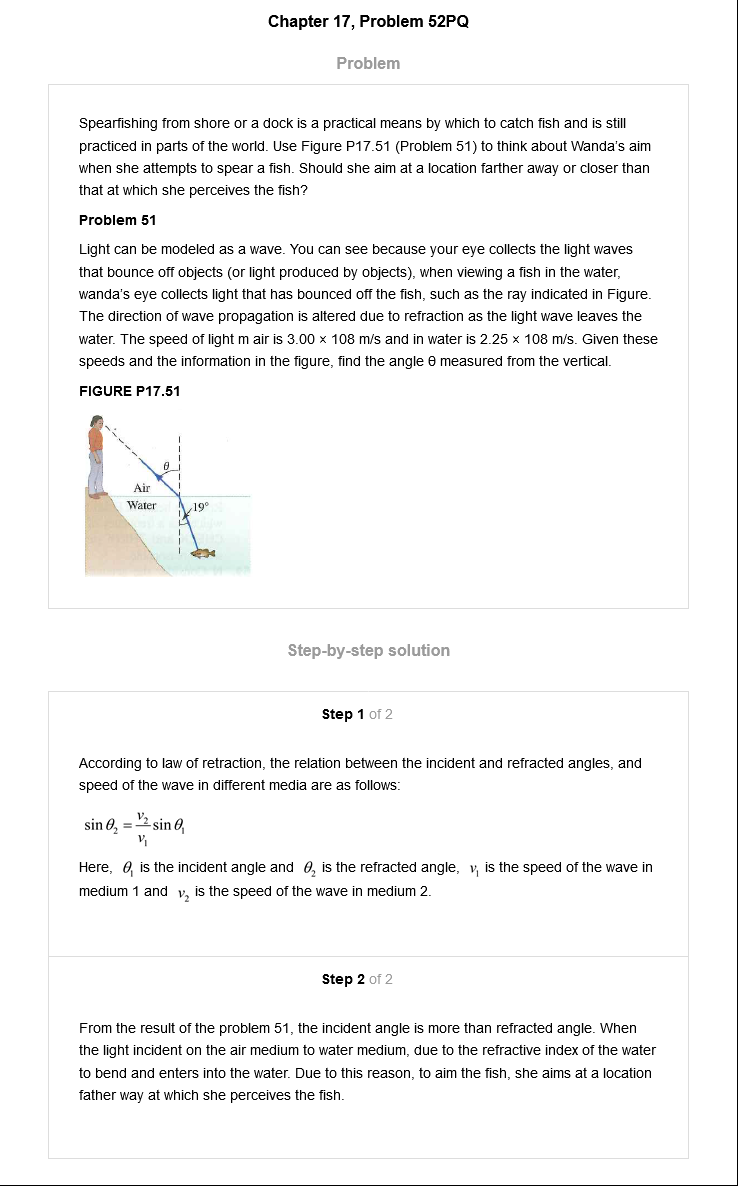 Chapter 17, Problem 52PQ
Problem
Spearfishing from shore or a dock is a practical means by which to catch fish and is still
practiced in parts of the world. Use Figure P17.51 (Problem 51) to think about Wanda's aim
when she attempts to spear a fish. Should she aim at a location farther away or closer than
that at which she perceives the fish?
Problem 51
Light can be modeled as a wave. You can see because your eye collects the light waves
that bounce off objects (or light produced by objects), when viewing a fish in the water,
wanda's eye collects light that has bounced off the fish, such as the ray indicated in Figure.
The direction of wave propagation is altered due to refraction as the light wave leaves the
water. The speed of light m air is 3.00 × 108 m/s and in water is 2.25 × 108 m/s. Given these
speeds and the information in the figure, find the angle θ measured from the vertical.
FIGURE P17.51
θ
Air
Water
19°
Step-by-step solution
Step 1 of 2
According to law of retraction, the relation between the incident and refracted angles, and
speed of the wave in different media are as follows:
sin θ₂ = v₂/v₁ sin θ₁
Here, θ₁ is the incident angle and θ₂ is the refracted angle, v₁ is the speed of the wave in
medium 1 and v₂ is the speed of the wave in medium 2.
Step 2 of 2
From the result of the problem 51, the incident angle is more than refracted angle. When
the light incident on the air medium to water medium, due to the refractive index of the water
to bend and enters into the water. Due to this reason, to aim the fish, she aims at a location
father way at which she perceives the fish.